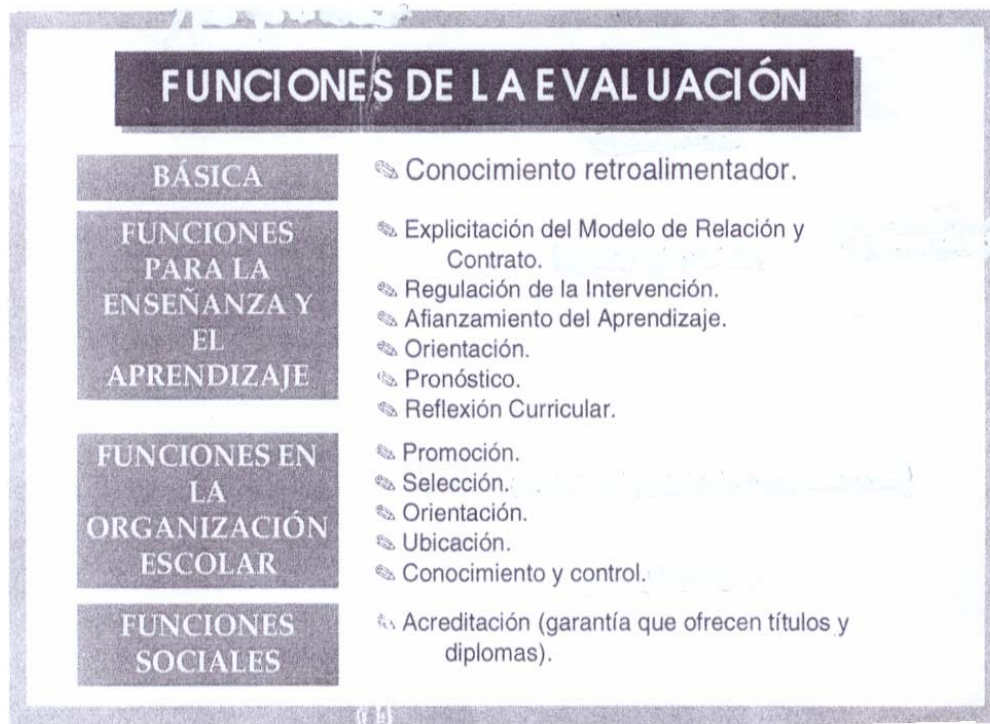 FUNCIONES DE LA EVALUACIÓN
BÁSICA
Conocimiento retroalimentador.
FUNCIONES
PARA LA
ENSEÑANZA Y
EL
APRENDIZAJE
Explicitación del Modelo de Relación y
Contrato.
Regulación de la Intervención.
Afianzamiento del Aprendizaje.
Orientación.
Pronóstico.
Reflexión Curricular.
FUNCIONES EN
LA
ORGANIZACIÓN
ESCOLAR
Promoción.
Selección.
Orientación.
Ubicación.
Conocimiento y control.
FUNCIONES
SOCIALES
Acreditación (garantía que ofrecen títulos y
diplomas).